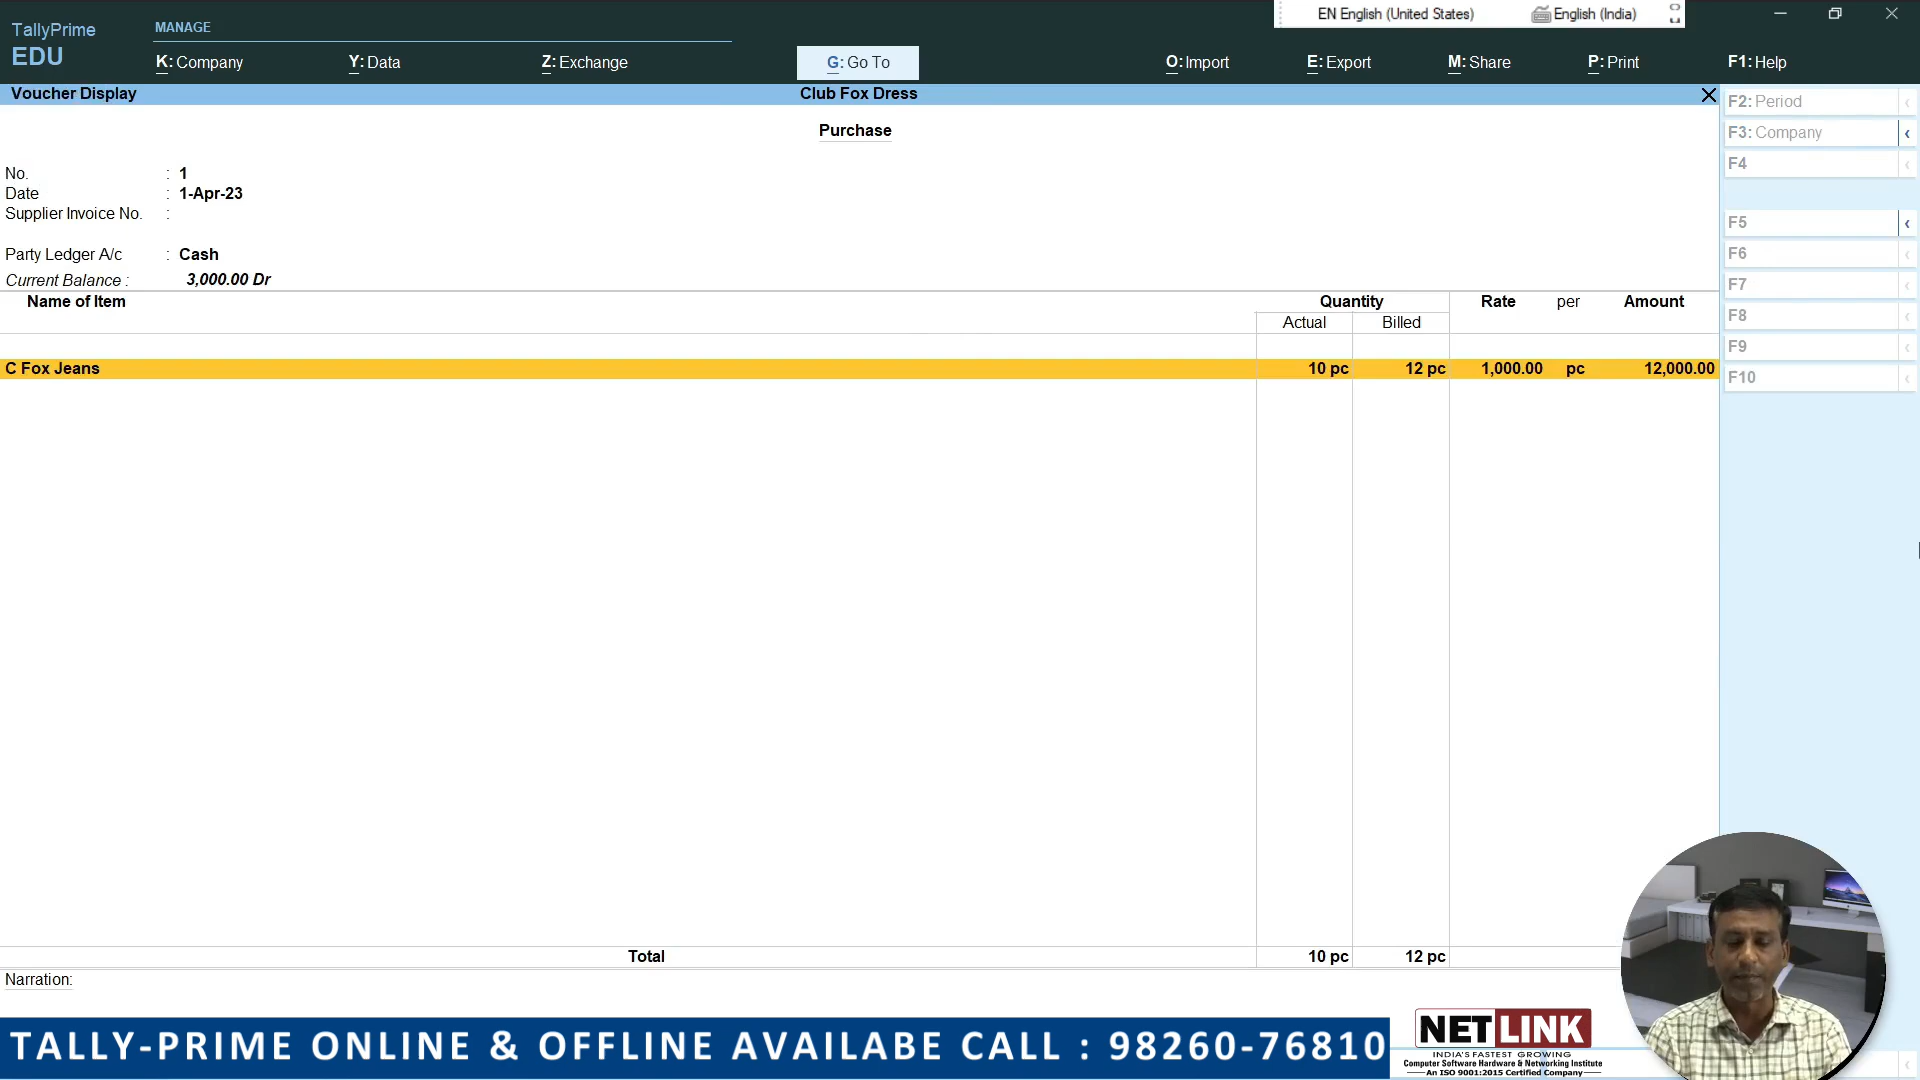 EN English (United States) English (India)
TallyPrime
EDU
MANAGE
K: Company Y: Data Z: Exchange G: Go To O: Import E: Export M: Share P: Print F1: Help
Voucher Display Club Fox Dress
Purchase
No. : 1
Date : 1-Apr-23
Supplier Invoice No. :
Party Ledger A/c : Cash
Current Balance : 3,000.00 Dr
Name of Item Quantity Rate per Amount
Actual Billed
C Fox Jeans 10 pc 12 pc 1,000.00 pc 12,000.00
Total 10 pc 12 pc
Narration:
F2: Period
F3: Company
F4
F5
F6
F7
F8
F9
F10
TALLY-PRIME ONLINE & OFFLINE AVAILABE CALL : 98260-76810
NETLINK
INDIA'S FASTEST GROWING
Computer Software Hardware & Networking Institute
An ISO 9001:2015 Certified Company